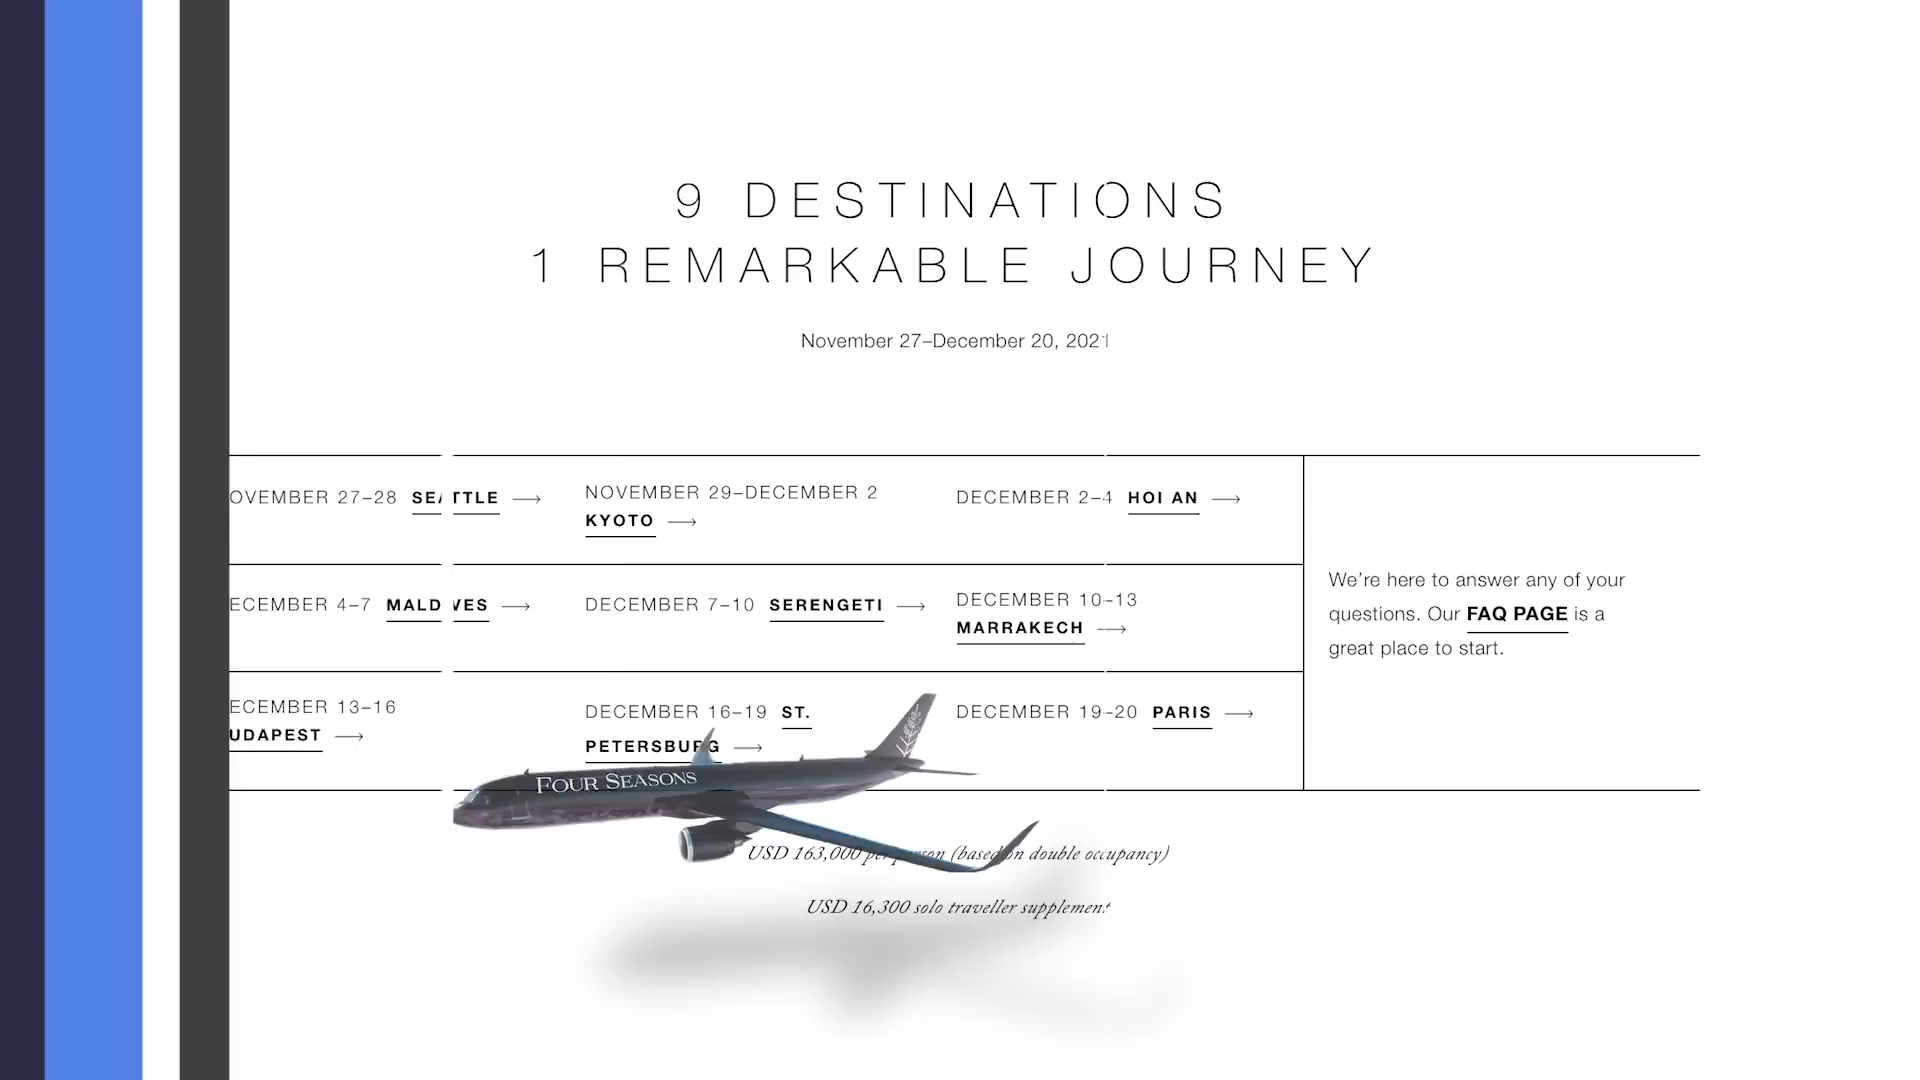 9 DESTINATIONS
1 REMARKABLE JOURNEY
November 27–December 20, 2021
OVEMBER 27–28 SEATTLE →
NOVEMBER 29–DECEMBER 2
KYOTO →
DECEMBER 2–4 HOI AN →
ECEMBER 4–7 MALDIVES →
DECEMBER 7–10 SERENGETI →
DECEMBER 10–13
MARRAKECH →
ECEMBER 13–16
UDAPEST →
DECEMBER 16–19 ST.
PETERSBURG →
DECEMBER 19–20 PARIS →
We're here to answer any of your
questions. Our FAQ PAGE is a
great place to start.
FOUR SEASONS
USD 163,000 per person (based on double occupancy)
USD 16,300 solo traveller supplement